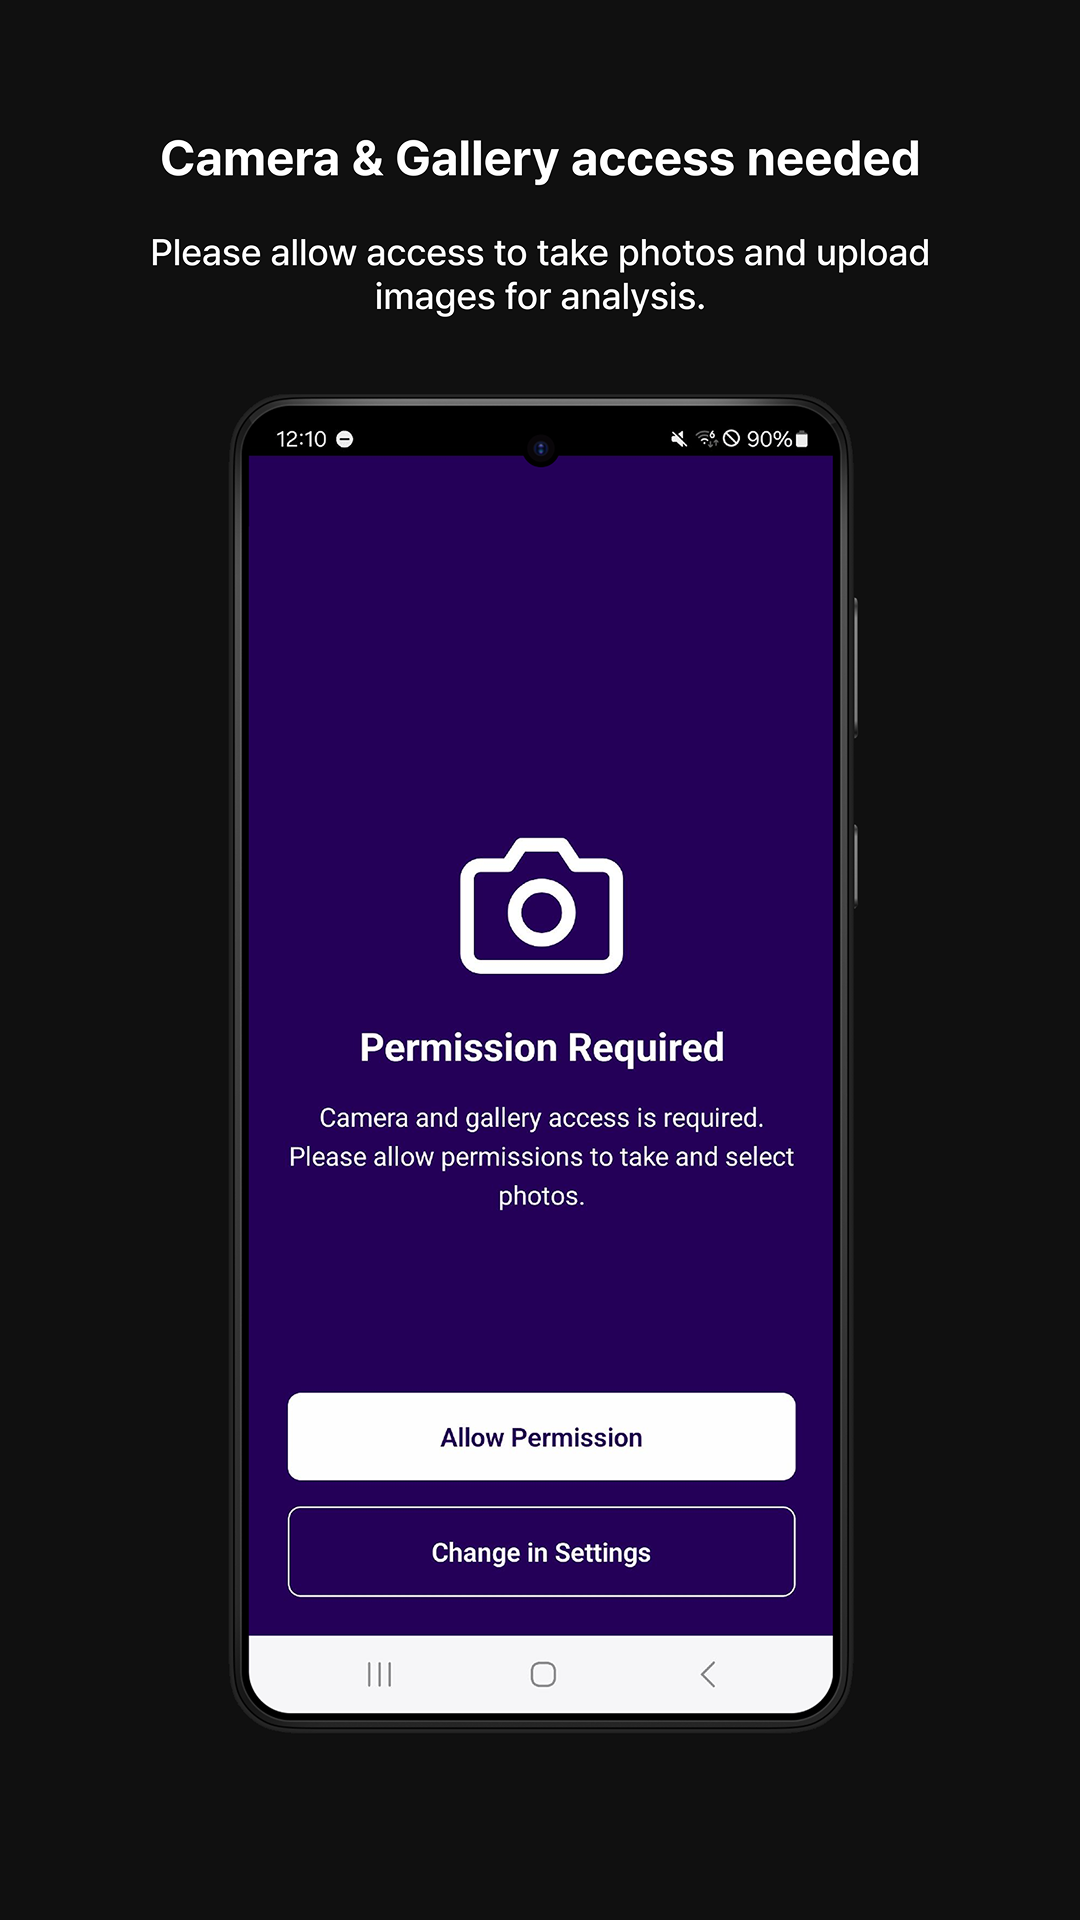 Camera & Gallery access needed
Please allow access to take photos and upload
images for analysis.
12:10
90%
Permission Required
Camera and gallery access is required.
Please allow permissions to take and select
photos.
Allow Permission
Change in Settings